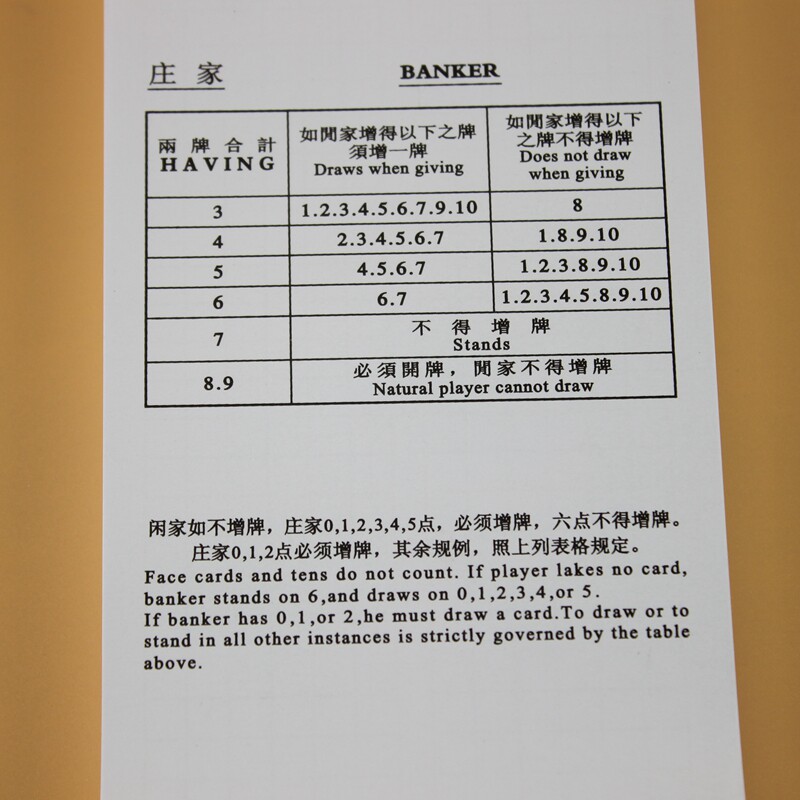 庄 家 BANKER
兩 牌 合 計
HAVING
如閒家增得以下之牌
須增一牌
Draws when giving
如閒家增得以下
之牌不得增牌
Does not draw
when giving
3 1.2.3.4.5.6.7.9.10 8
4 2.3.4.5.6.7 1.8.9.10
5 4.5.6.7 1.2.3.8.9.10
6 6.7 1.2.3.4.5.8.9.10
7 不 得 增 牌
Stands
8.9 必須開牌，閒家不得增牌
Natural player cannot draw
闲家如不增牌，庄家0,1,2,3,4,5点，必须增牌，六点不得增牌。
庄家0,1,2点必须增牌，其余规例，照上列表格规定。
Face cards and tens do not count. If player lakes no card,
banker stands on 6,and draws on 0,1,2,3,4,or 5.
If banker has 0,1,or 2,he must draw a card.To draw or to
stand in all other instances is strictly governed by the table
above.